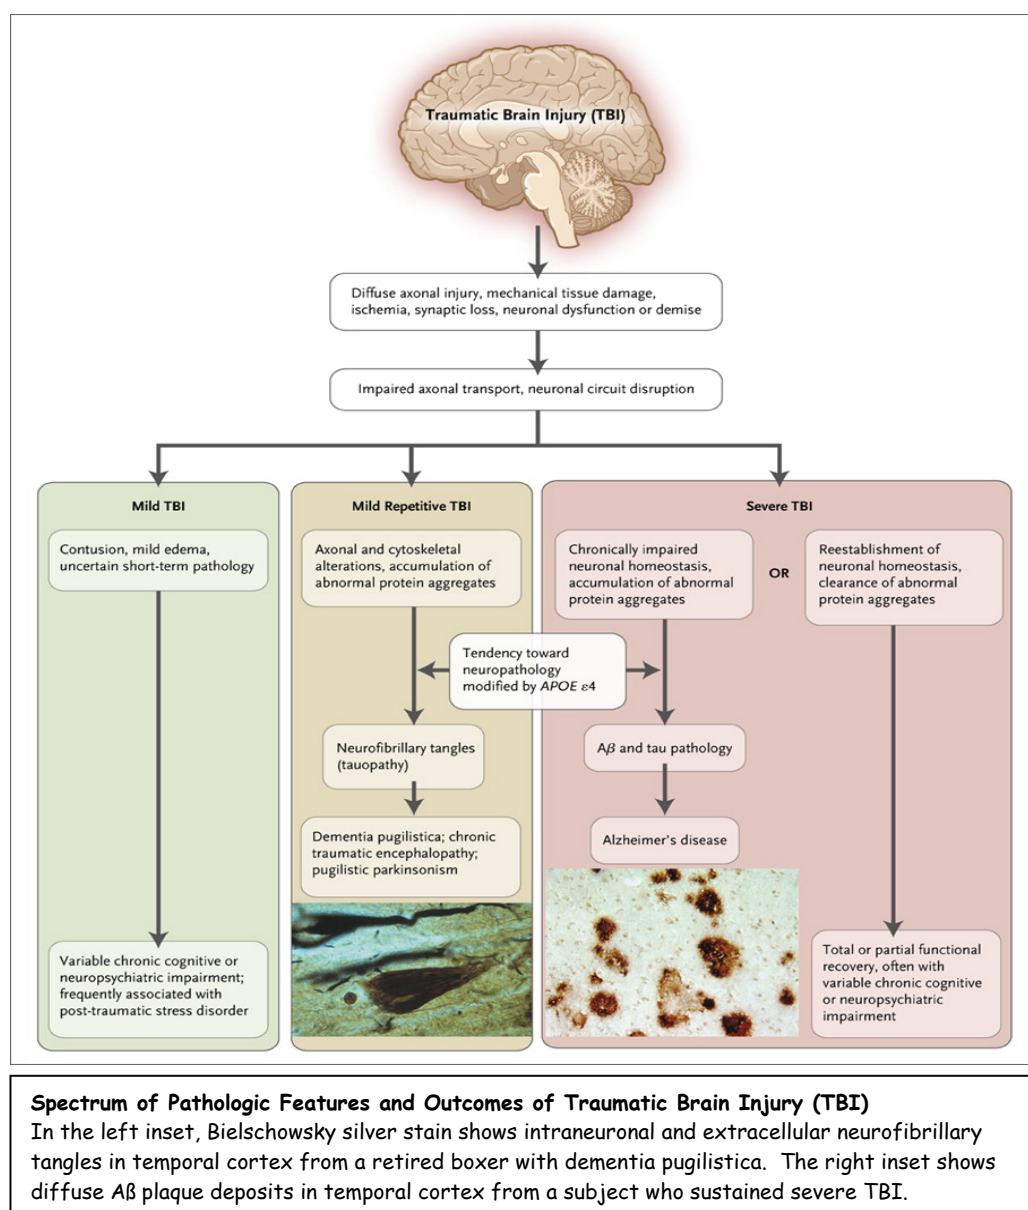 Traumatic Brain Injury (TBI)
Diffuse axonal injury, mechanical tissue damage,
ischemia, synaptic loss, neuronal dysfunction or demise
Impaired axonal transport, neuronal circuit disruption
Mild TBI
Contusion, mild edema,
uncertain short-term pathology
Variable chronic cognitive or
neuropsychiatric impairment;
frequently associated with
post-traumatic stress disorder
Mild Repetitive TBI
Axonal and cytoskeletal
alterations, accumulation of
abnormal protein aggregates
Tendency toward
neuropathology
modified by APOE ε4
Neurofibrillary tangles
(tauopathy)
Dementia pugilistica; chronic
traumatic encephalopathy;
pugilistic parkinsonism
Severe TBI
Chronically impaired
neuronal homeostasis,
accumulation of abnormal
protein aggregates
OR
Reestablishment of
neuronal homeostasis,
clearance of abnormal
protein aggregates
Aβ and tau pathology
Alzheimer's disease
Total or partial functional
recovery, often with
variable chronic cognitive
or neuropsychiatric
impairment
Spectrum of Pathologic Features and Outcomes of Traumatic Brain Injury (TBI)
In the left inset, Bielschowsky silver stain shows intraneuronal and extracellular neurofibrillary
tangles in temporal cortex from a retired boxer with dementia pugilistica. The right inset shows
diffuse Aß plaque deposits in temporal cortex from a subject who sustained severe TBI.